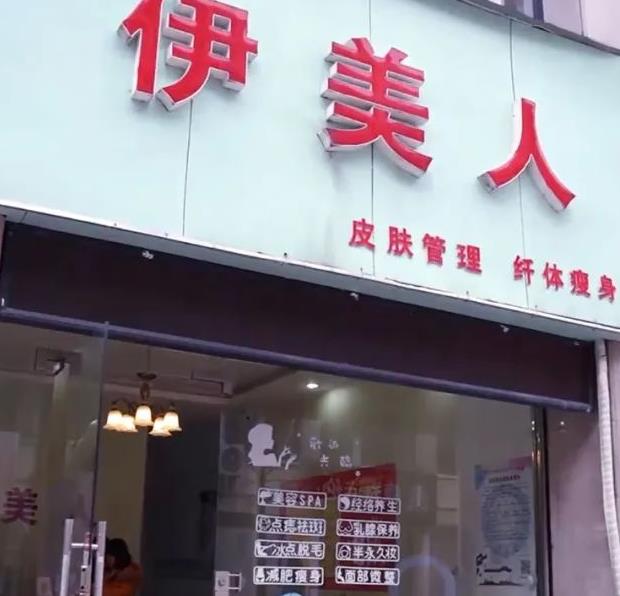 伊美人
皮肤管理 纤体瘦身
美容SPA
经络养生
点痣祛斑
乳腺保养
冰点脱毛
半永久妆
减肥瘦身
面部微整
美